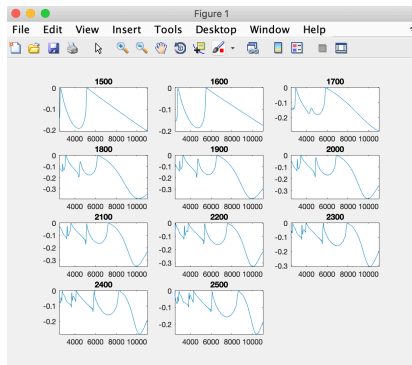 Figure 1
File Edit View Insert Tools Desktop Window Help
1500 1600 1700
0 0 0
-0.1 -0.1 -0.1
-0.2
-0.2 -0.2
4000 6000 8000 10000 4000 6000 8000 10000 4000 6000 8000 10000
1800 1900 2000
0 0 0
-0.1 -0.1 -0.1
-0.2 -0.2 -0.2
-0.3 -0.3 -0.3
4000 6000 8000 10000 4000 6000 8000 10000 4000 6000 8000 10000
2100 2200 2300
0 0 0
-0.1 -0.1 -0.1
-0.2 -0.2 -0.2
-0.3 -0.3 -0.3
4000 6000 8000 10000 4000 6000 8000 10000 4000 6000 8000 10000
2400 2500
0 0
-0.1 -0.1
-0.2 -0.2
4000 6000 8000 10000 4000 6000 8000 10000